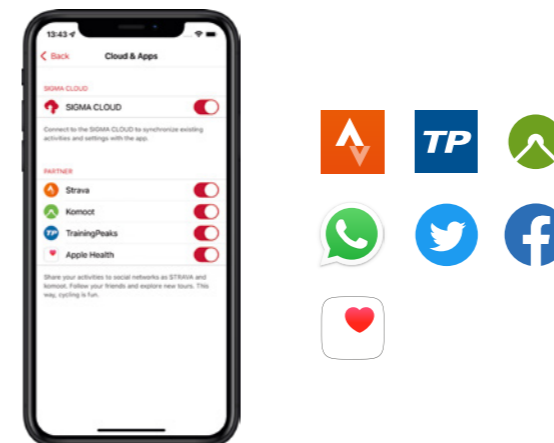 13:43
Back
Cloud & Apps
SIGMA CLOUD
SIGMA CLOUD
Connect to the SIGMA CLOUD to synchronize existing
activities and settings with the app.
PARTNER
Strava
Komoot
TP TrainingPeaks
Apple Health
Share your activities to social networks as STRAVA and
komoot. Follow your friends and explore new tours. This
way, cycling is fun.
TP